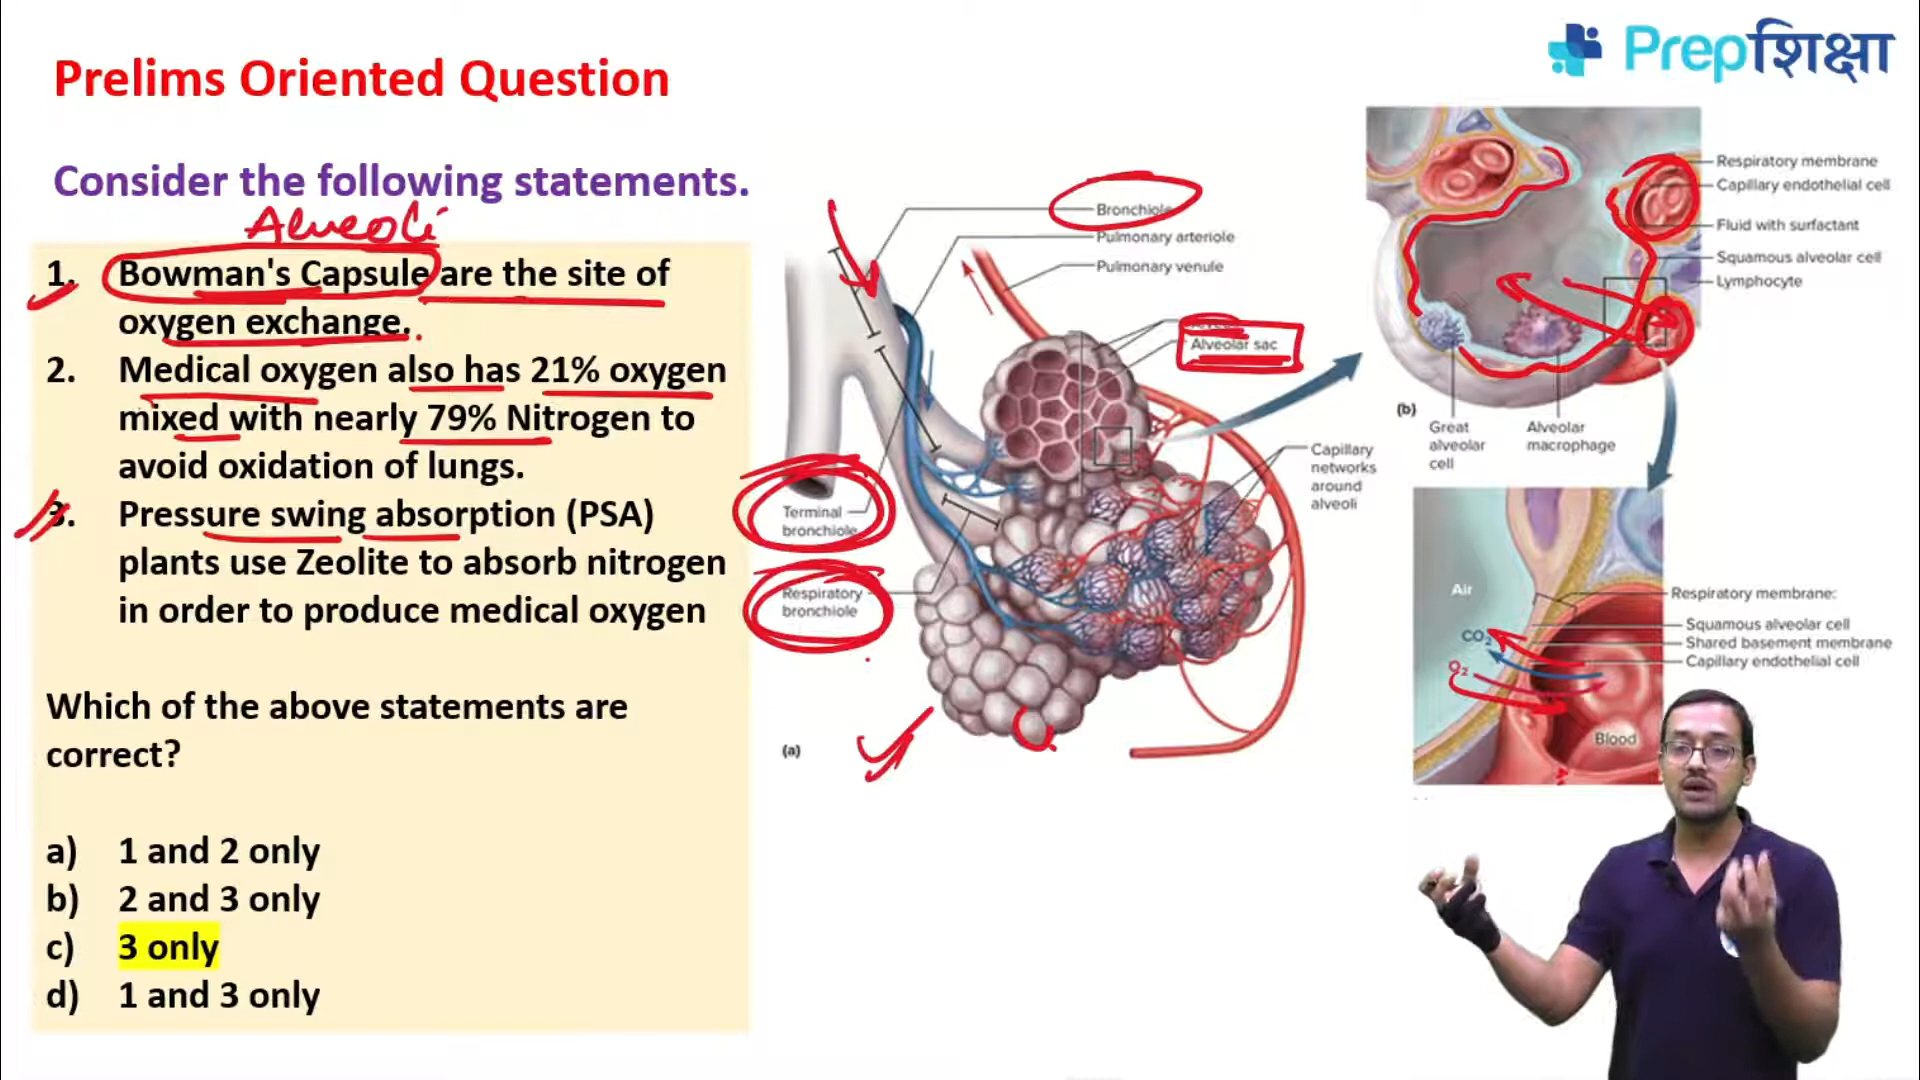 Prepशिक्षा
Prelims Oriented Question
Consider the following statements.
Alveoli
1. Bowman's Capsule are the site of
oxygen exchange.
2. Medical oxygen also has 21% oxygen
mixed with nearly 79% Nitrogen to
avoid oxidation of lungs.
3. Pressure swing absorption (PSA)
plants use Zeolite to absorb nitrogen
in order to produce medical oxygen
Which of the above statements are
correct?
a) 1 and 2 only
b) 2 and 3 only
c) 3 only
d) 1 and 3 only
Bronchiole
Pulmonary arteriole
Pulmonary venule
Alveolar sac
Terminal
bronchiole
Respiratory
bronchiole
Capillary
networks
around
alveoli
(a)
Respiratory membrane
Capillary endothelial cell
Fluid with surfactant
Squamous alveolar cell
Lymphocyte
(b)
Great
alveolar
cell
Alveolar
macrophage
Air
Respiratory membrane:
Squamous alveolar cell
Shared basement membrane
Capillary endothelial cell
CO₂
O₂
Blood